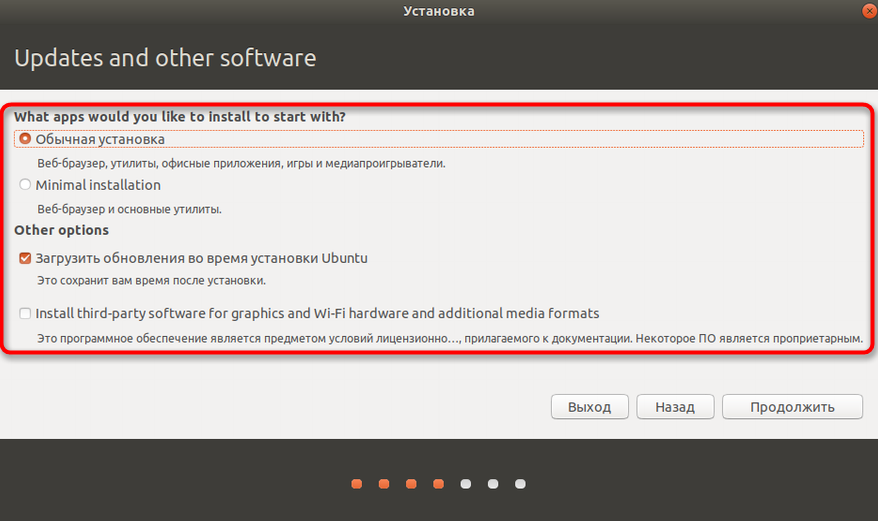 Установка
Updates and other software
What apps would you like to install to start with?
Обычная установка
Веб-браузер, утилиты, офисные приложения, игры и медиапроигрыватели.
Minimal installation
Веб-браузер и основные утилиты.
Other options
Загрузить обновления во время установки Ubuntu
Это сохранит вам время после установки.
Install third-party software for graphics and Wi-Fi hardware and additional media formats
Это программное обеспечение является предметом условий лицензионно..., прилагаемого к документации. Некоторое ПО является проприетарным.
Выход
Назад
Продолжить